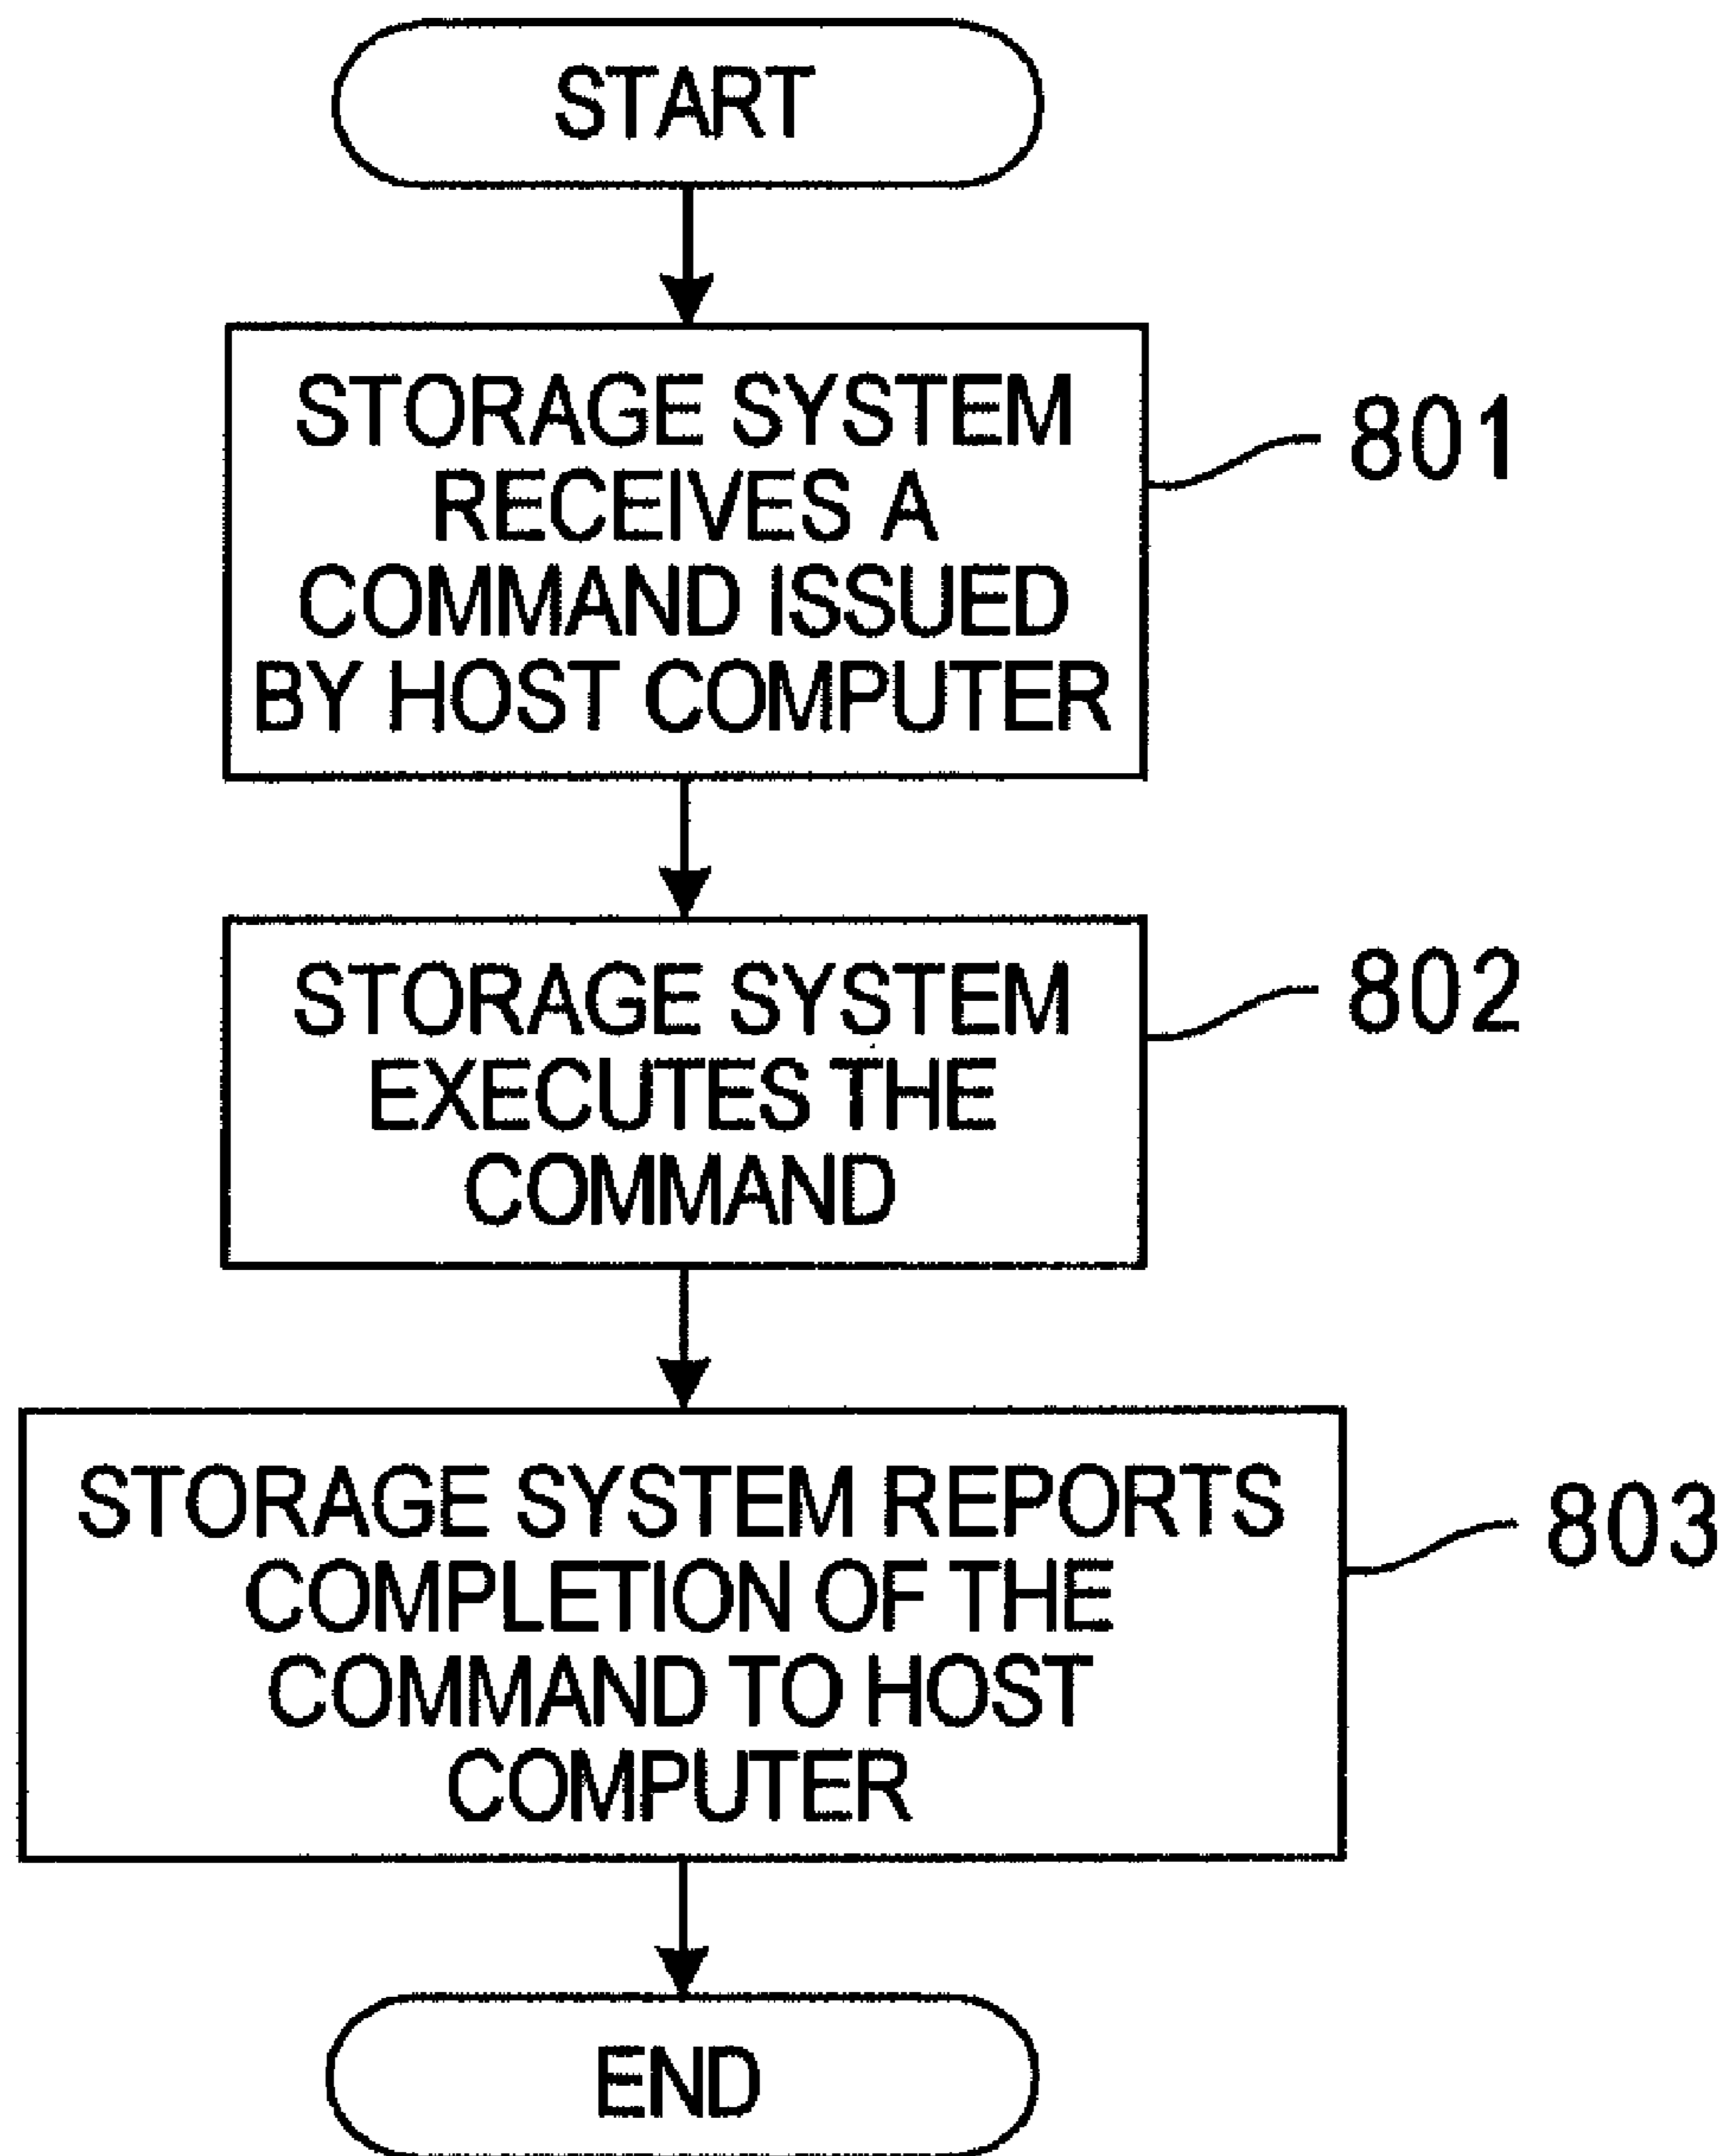 START
STORAGE SYSTEM
RECEIVES A
COMMAND ISSUED
BY HOST COMPUTER
801
STORAGE SYSTEM
EXECUTES THE
COMMAND
802
STORAGE SYSTEM REPORTS
COMPLETION OF THE
COMMAND TO HOST
COMPUTER
803
END